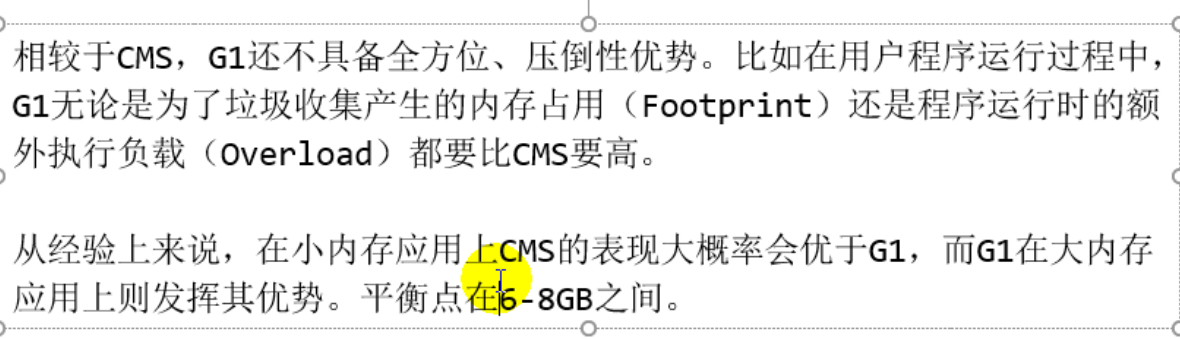 相较于CMS，G1还不具备全方位、压倒性优势。比如在用户程序运行过程中，
G1无论是为了垃圾收集产生的内存占用（Footprint）还是程序运行时的额
外执行负载（Overload）都要比CMS要高。
从经验上来说，在小内存应用上CMS的表现大概率会优于G1，而G1在大内存
应用上则发挥其优势。平衡点在6-8GB之间。